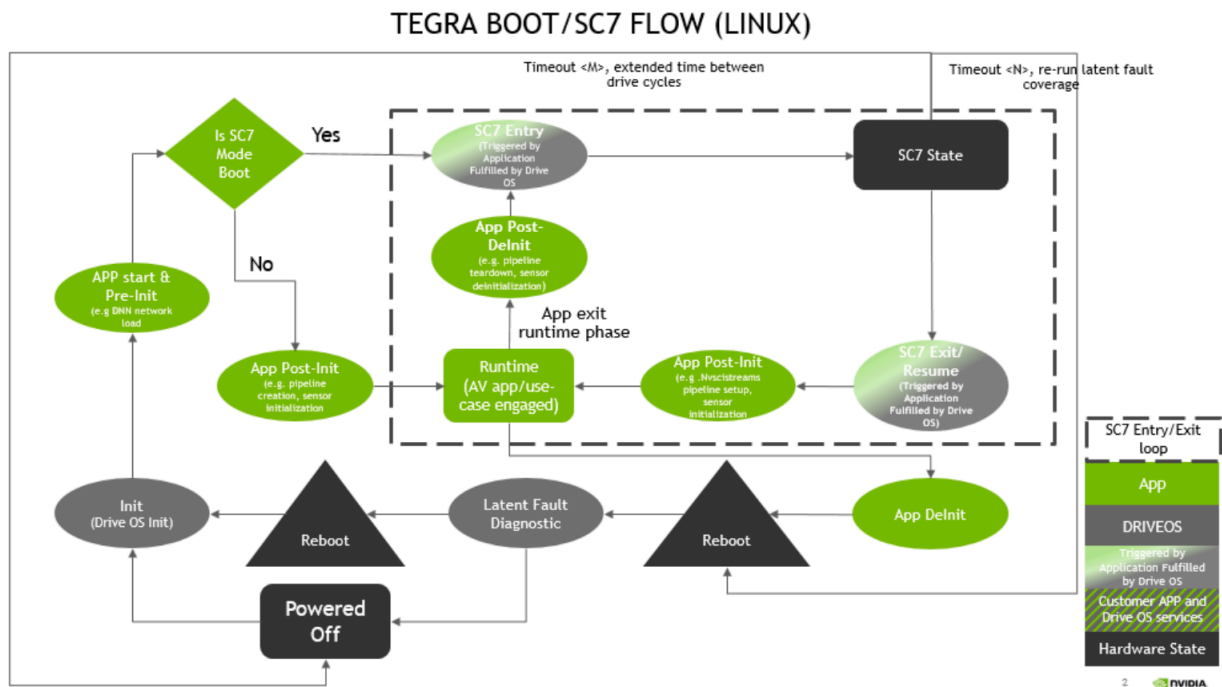 TEGRA BOOT/SC7 FLOW (LINUX)
Timeout <M>, extended time between
drive cycles
Timeout <N>, re-run latent fault
coverage
Is SC7
Mode
Boot
Yes
No
SC7 Entry
(Triggered by
Application
Fulfilled by Drive
OS
SC7 State
App Post-
DeInit
(e.g. pipeline
teardown, sensor
deinitialization)
APP start &
Pre-Init
(e.g DNN network
load
App exit
runtime phase
App Post-Init
(e.g. pipeline
creation, sensor
initialization
Runtime
(AV app/use-
case engaged)
App Post-Init
(e.g .Nvscistreams
pipeline setup,
sensor
initialization
SC7 Exit/
Resume
(Triggered by
Application
Fulfilled by Drive
OS)
Init
(Drive OS Init)
Reboot
Latent Fault
Diagnostic
Reboot
App DeInit
Powered
Off
SC7 Entry/Exit
loop
App
DRIVEOS
Triggered by
Application Fulfilled
by Drive OS
Customer APP and
Drive OS services
Hardware State
2
NVIDIA.